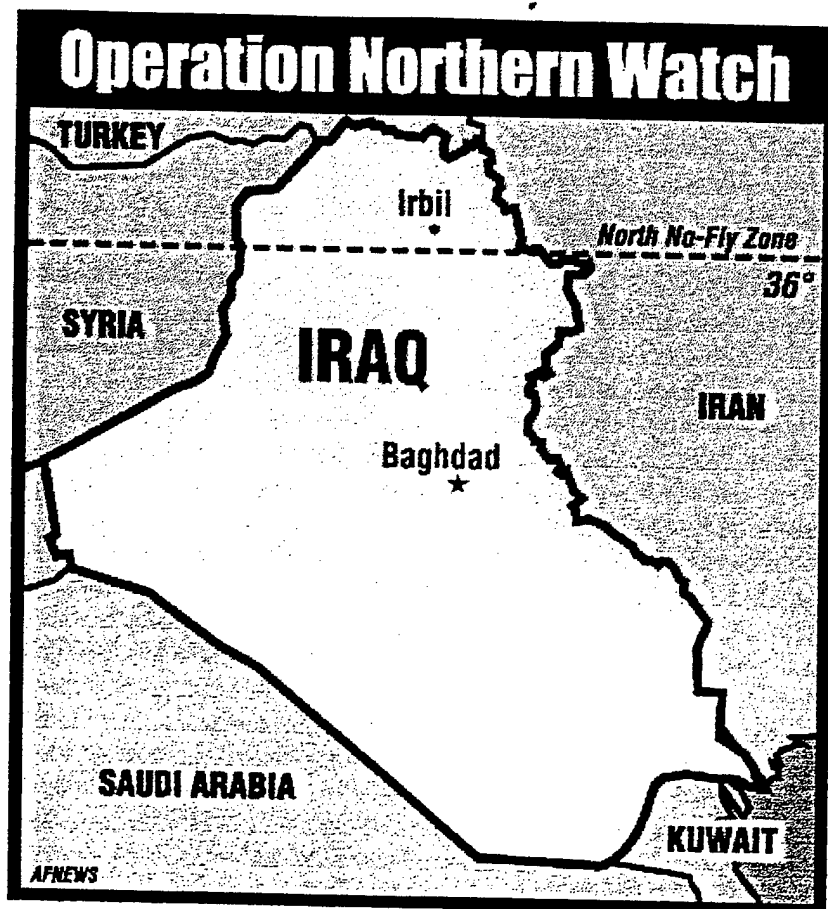 Operation Northern Watch
TURKEY
Irbil
North No-Fly Zone
36°
SYRIA
IRAQ
IRAN
Baghdad
SAUDI ARABIA
KUWAIT
AFNEWS